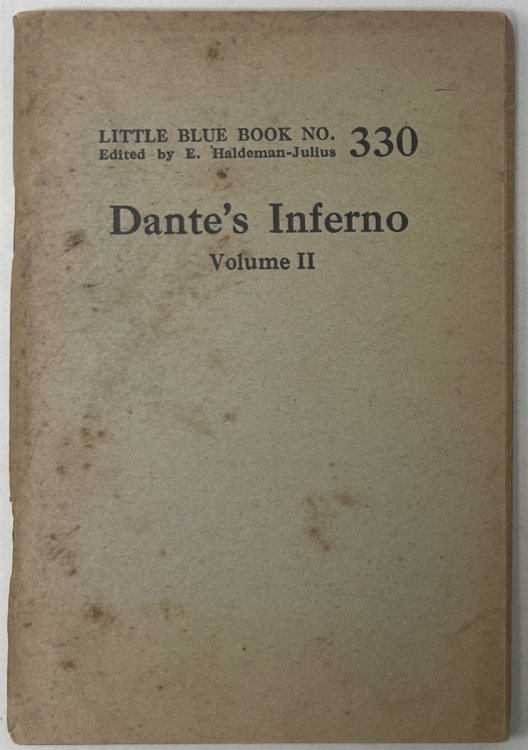 LITTLE BLUE BOOK NO. 330
Edited by E. Haldeman-Julius
Dante's Inferno
Volume II